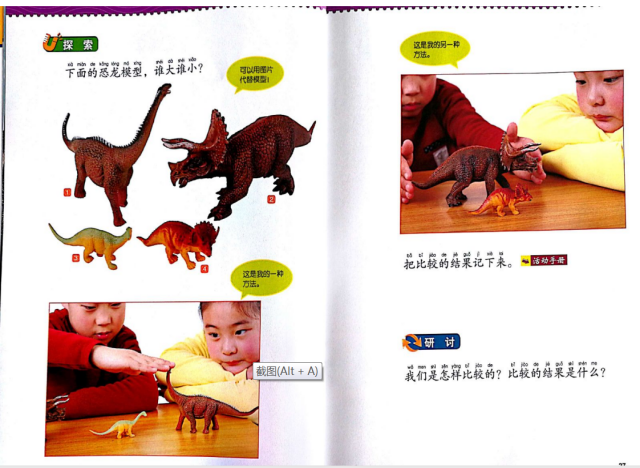 探 索
下面的恐龙模型，谁大谁小？
可以用图片
代替模型！
1
2
3
4
这是我的一种
方法。
截图(Alt + A)
这是我的另一种
方法。
把比较的结果记下来。 活动手册
研 讨
我们是怎样比较的？比较的结果是什么？